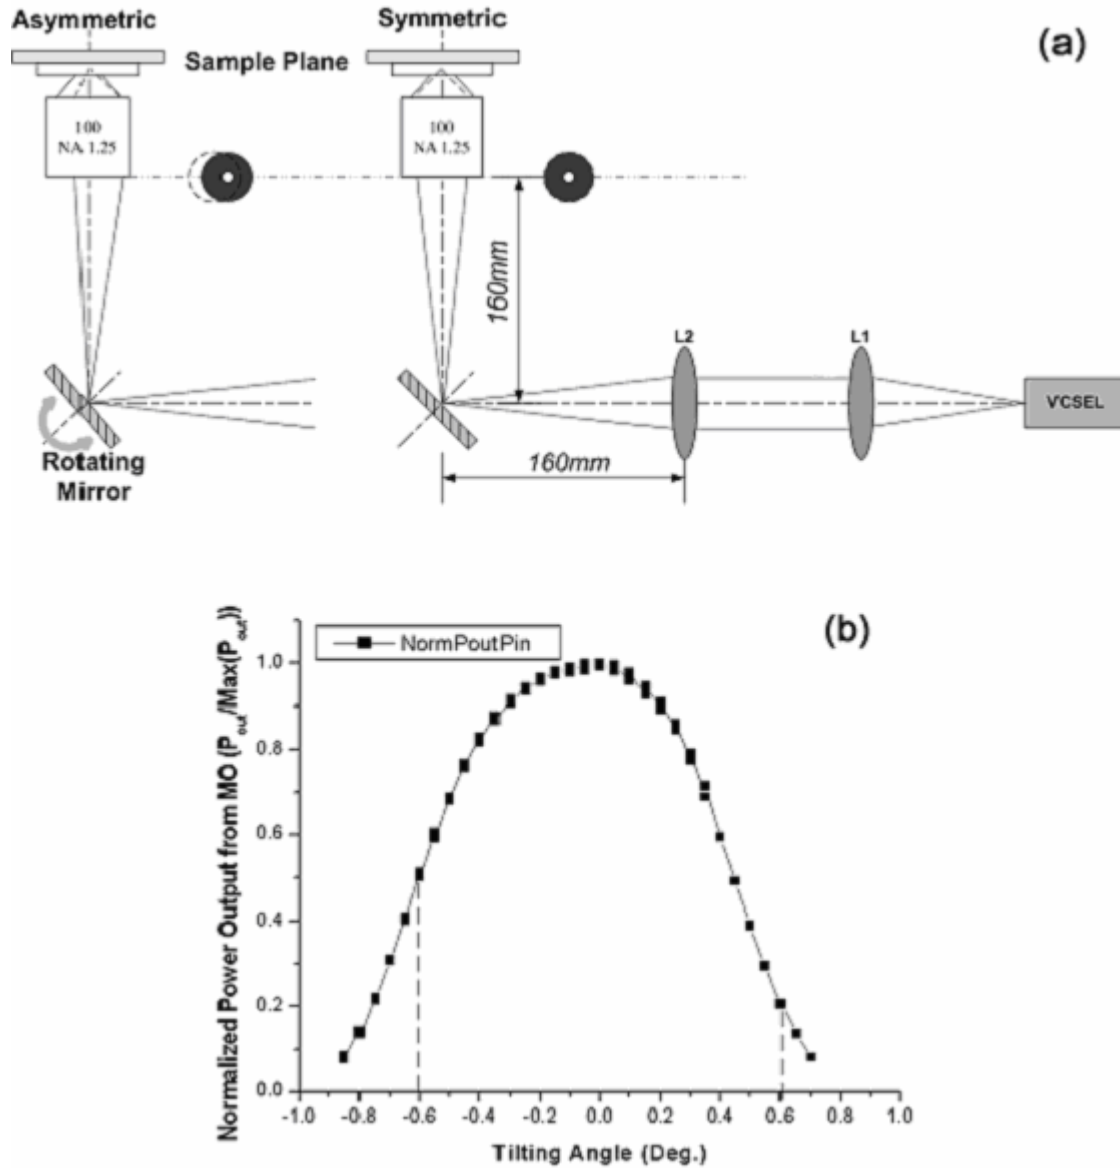 Asymmetric
Symmetric
(a)
Sample Plane
100
NA 1.25
100
NA 1.25
160mm
L2
L1
VCSEL
Rotating
Mirror
160mm
(b)
NormPoutPin
Normalized Power Output from MO (P_out/Max(P_out))
1.0
0.8
0.6
0.4
0.2
0.0
-1.0 -0.8 -0.6 -0.4 -0.2 0.0 0.2 0.4 0.6 0.8 1.0
Tilting Angle (Deg.)